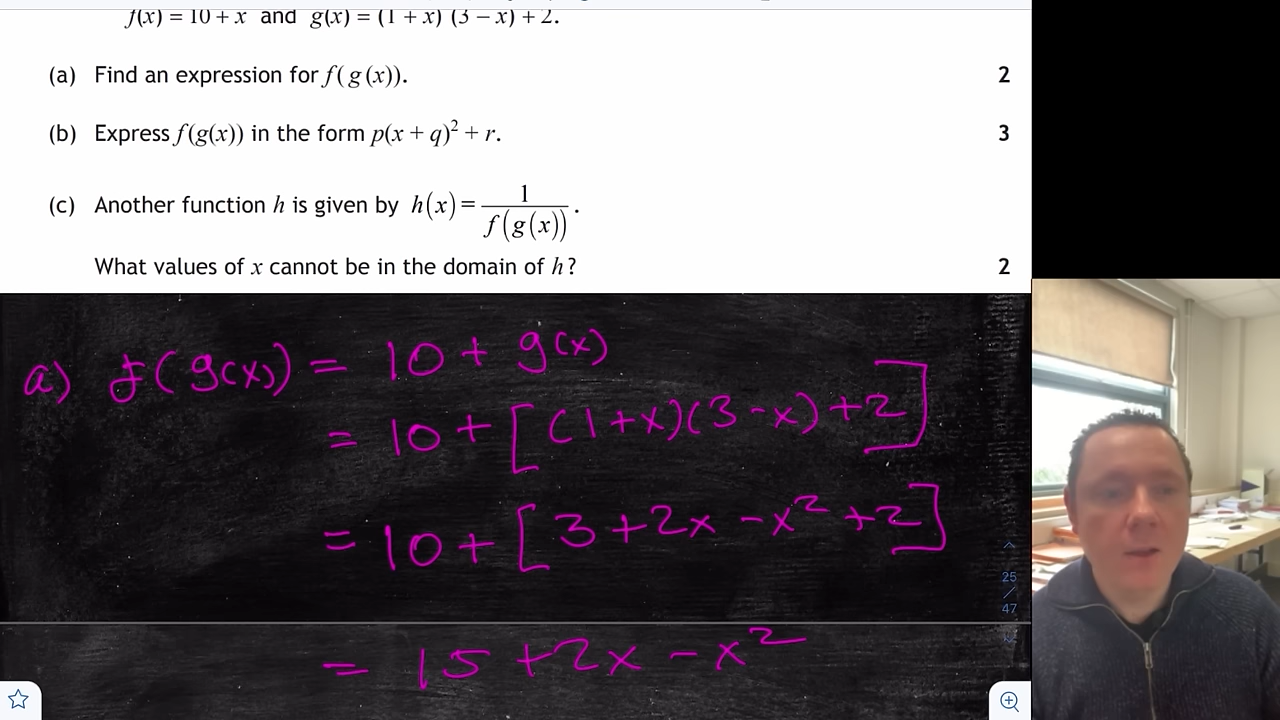 f(x) = 10 + x and g(x) = (1 + x) (3 − x) + 2.
(a) Find an expression for f(g(x)). 2
(b) Express f(g(x)) in the form p(x + q)² + r. 3
(c) Another function h is given by h(x) = 1 / f(g(x)).
What values of x cannot be in the domain of h? 2
a) f(g(x)) = 10 + g(x)
= 10 + [(1+x)(3-x)+2]
= 10 + [3+2x-x²+2]
25
/
47
= 15 + 2x - x²